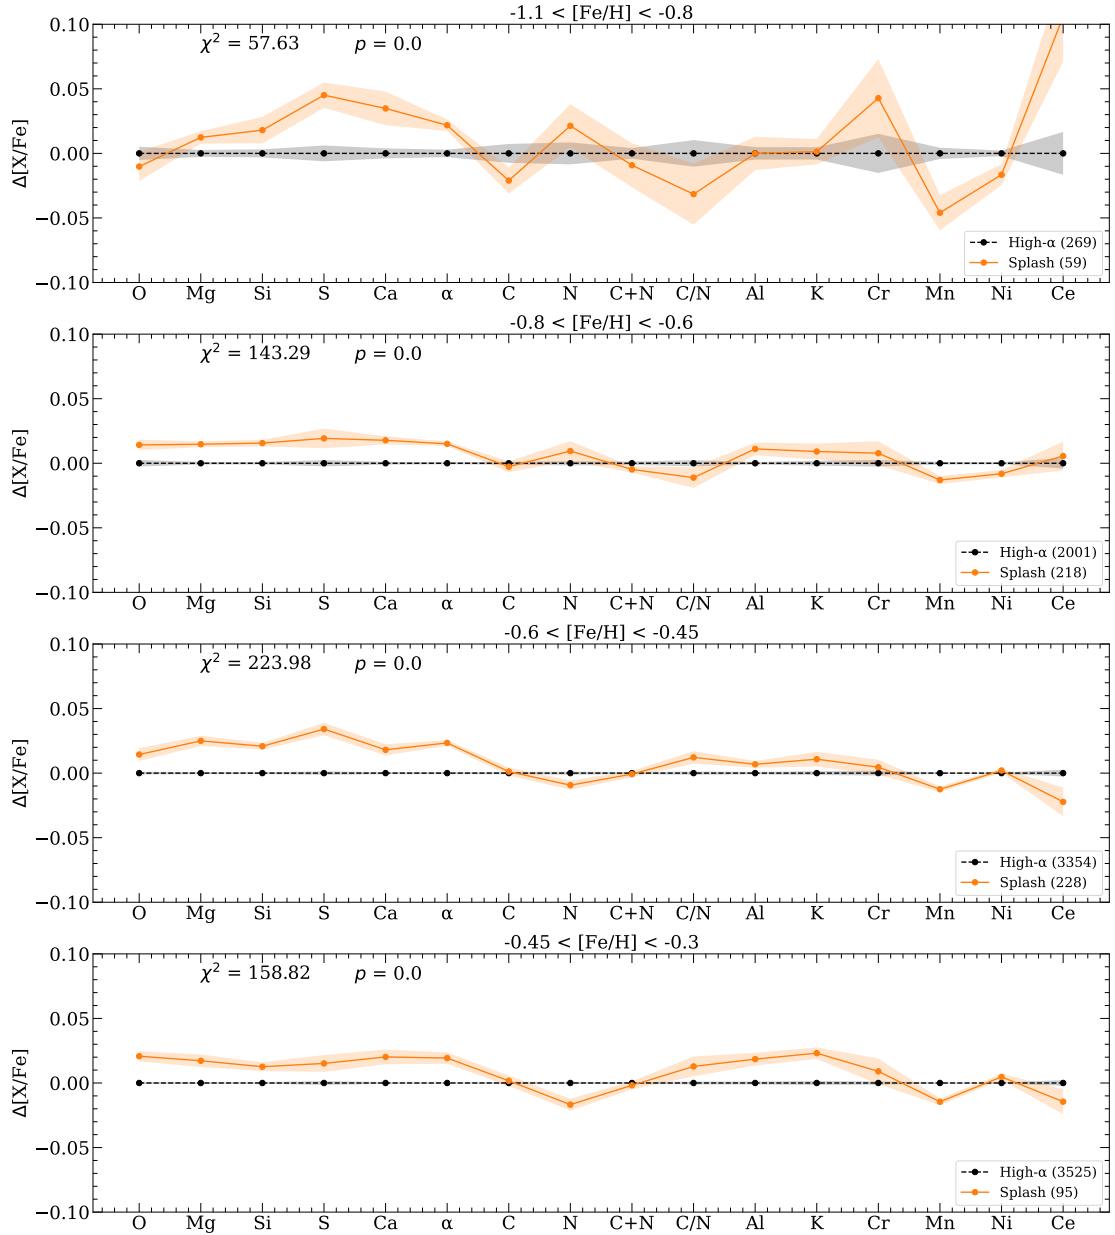 -1.1 < [Fe/H] < -0.8
χ² = 57.63 p = 0.0
0.10
0.05
0.00
−0.05
−0.10
Δ[X/Fe]
High-α (269)
Splash (59)
O Mg Si S Ca α C N C+N C/N Al K Cr Mn Ni Ce
-0.8 < [Fe/H] < -0.6
χ² = 143.29 p = 0.0
0.10
0.05
0.00
−0.05
−0.10
Δ[X/Fe]
High-α (2001)
Splash (218)
O Mg Si S Ca α C N C+N C/N Al K Cr Mn Ni Ce
-0.6 < [Fe/H] < -0.45
χ² = 223.98 p = 0.0
0.10
0.05
0.00
−0.05
−0.10
Δ[X/Fe]
High-α (3354)
Splash (228)
O Mg Si S Ca α C N C+N C/N Al K Cr Mn Ni Ce
-0.45 < [Fe/H] < -0.3
χ² = 158.82 p = 0.0
0.10
0.05
0.00
−0.05
−0.10
Δ[X/Fe]
High-α (3525)
Splash (95)
O Mg Si S Ca α C N C+N C/N Al K Cr Mn Ni Ce